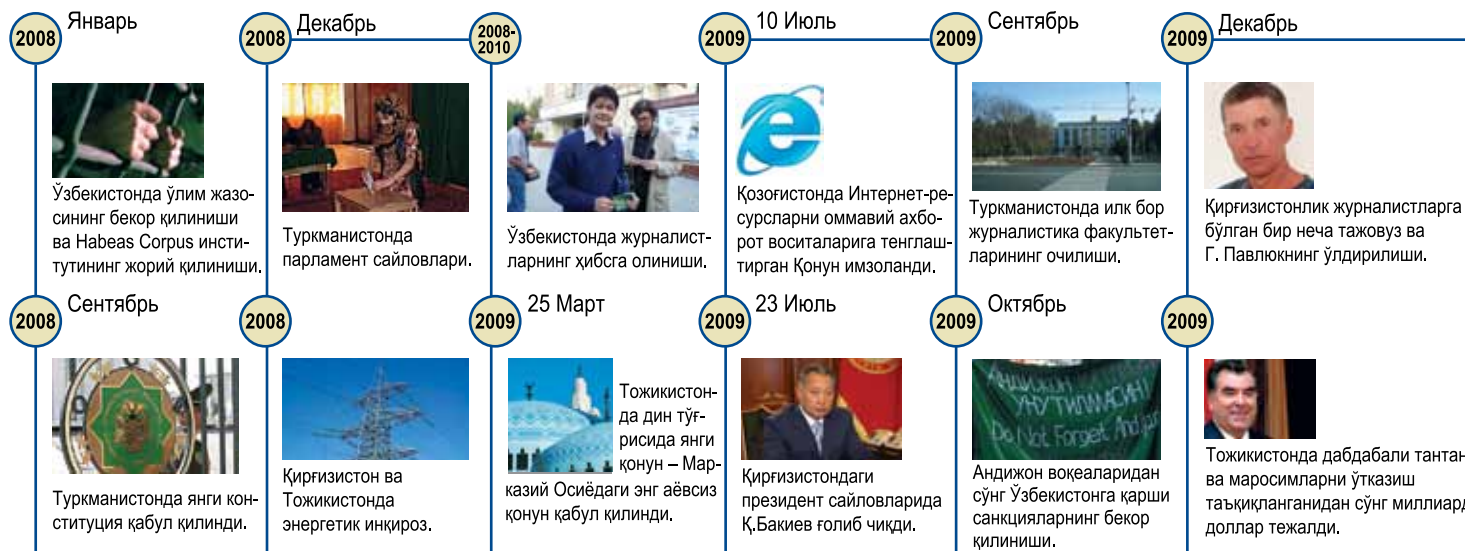 2008 Январь
Ўзбекистонда ўлим жазо-
сининг бекор қилиниши
ва Habeas Corpus инсти-
тутининг жорий қилиниши.
2008 Сентябрь
Туркманистонда янги кон-
ституция қабул қилинди.
2008 Декабрь
Туркманистонда
парламент сайловлари.
2008
Қирғизистон ва
Тожикистонда
энергетик инқироз.
2008-
2010
Ўзбекистонда журналист-
ларнинг ҳибсга олиниши.
2009 25 Март
Тожикистон-
да дин тўғ-
рисида янги
қонун – Мар-
казий Осиёдаги энг аёвсиз
қонун қабул қилинди.
2009 10 Июль
Қозоғистонда Интернет-ре-
сурсларни оммавий ахбо-
рот воситаларига тенглаш-
тирган Қонун имзоланди.
2009 23 Июль
Қирғизистондаги
президент сайловларида
Қ.Бакиев ғолиб чиқди.
2009 Сентябрь
Туркманистонда илк бор
журналистика факультет-
ларининг очилиши.
2009 Октябрь
АНДИЖОН
УНУТИЛМАСИН!
Do Not Forget
Андижон воқеаларидан
сўнг Ўзбекистонга қарши
санкцияларнинг бекор
қилиниши.
2009 Декабрь
Қирғизистонлик журналистларга
бўлган бир неча тажовуз ва
Г. Павлюкнинг ўлдирилиши.
2009
Тожикистонда дабдабали тантан
ва маросимларни ўтказиш
таъқиқланганидан сўнг миллиард
доллар тежалди.